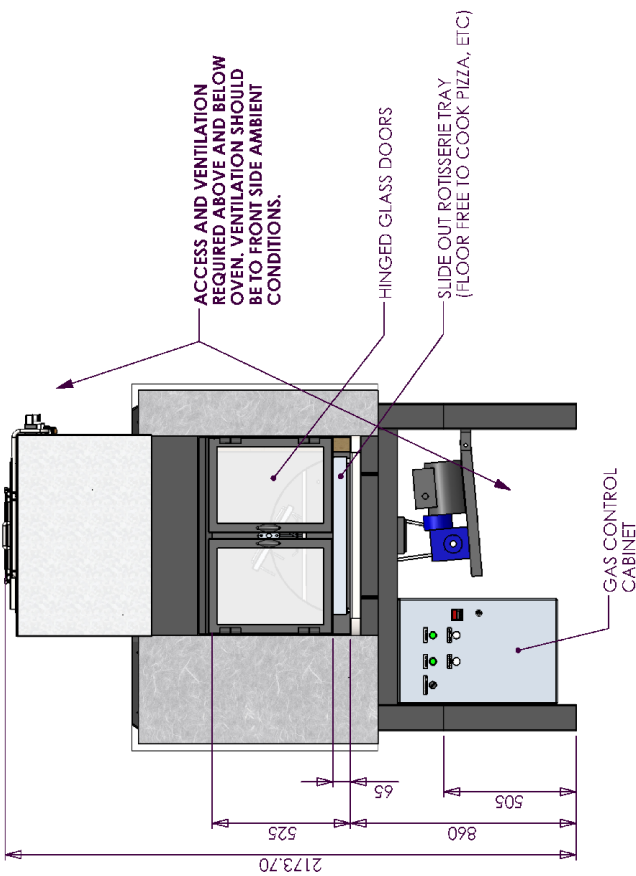 ACCESS AND VENTILATION
REQUIRED ABOVE AND BELOW
OVEN. VENTILATION SHOULD
BE TO FRONT SIDE AMBIENT
CONDITIONS.
HINGED GLASS DOORS
SLIDE OUT ROTISSERIE TRAY
(FLOOR FREE TO COOK PIZZA, ETC)
GAS CONTROL
CABINET
65
505
525
860
2173.70